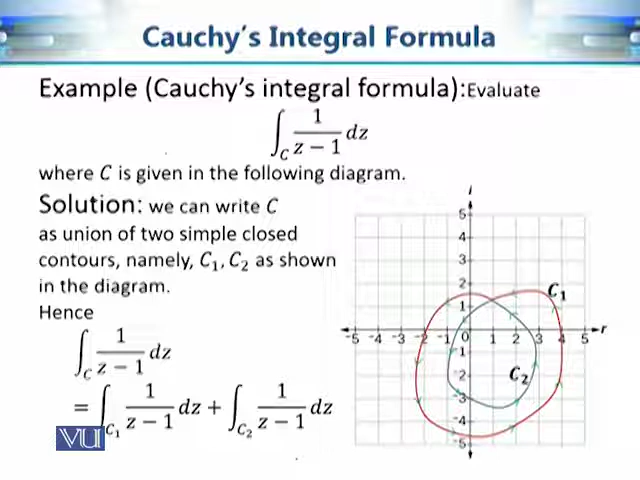 Cauchy's Integral Formula
Example (Cauchy's integral formula):Evaluate
∫_C 1/(z − 1) dz
where C is given in the following diagram.
Solution: we can write C
as union of two simple closed
contours, namely, C₁, C₂ as shown
in the diagram.
Hence
∫_C 1/(z − 1) dz
= ∫_C₁ 1/(z − 1) dz + ∫_C₂ 1/(z − 1) dz
VU
i
5
4
3
2
1
C₁
-5 -4 -3 -2 -1 0 1 2 3 4 5 r
-1
-2
C₂
-3
-4
-5